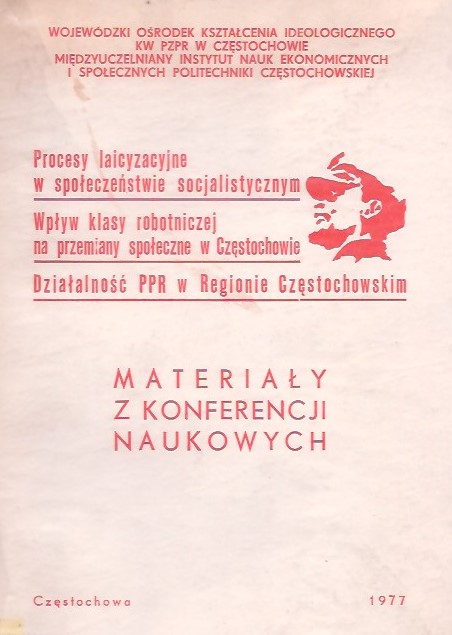 WOJEWÓDZKI OŚRODEK KSZTAŁCENIA IDEOLOGICZNEGO
KW PZPR W CZĘSTOCHOWIE
MIĘDZYUCZELNIANY INSTYTUT NAUK EKONOMICZNYCH
I SPOŁECZNYCH POLITECHNIKI CZĘSTOCHOWSKIEJ
Procesy laicyzacyjne
w społeczeństwie socjalistycznym
Wpływ klasy robotniczej
na przemiany społeczne w Częstochowie
Działalność PPR w Regionie Częstochowskim
MATERIAŁY
Z KONFERENCJI
NAUKOWYCH
Częstochowa 1977